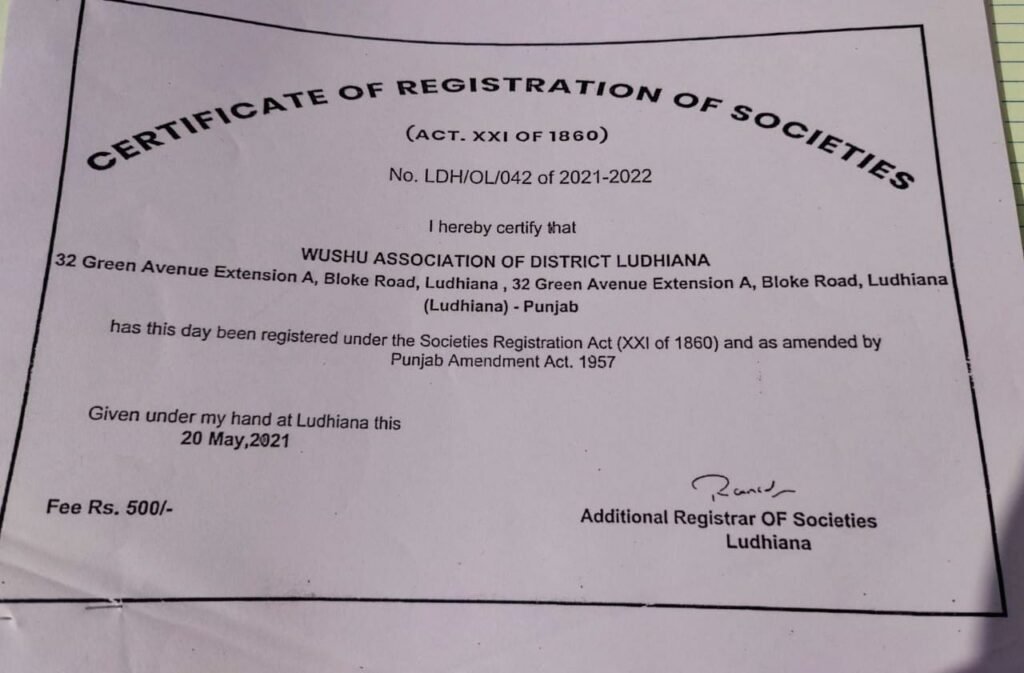 CERTIFICATE OF REGISTRATION OF SOCIETIES
(ACT. XXI OF 1860)
No. LDH/OL/042 of 2021-2022
I hereby certify that
WUSHU ASSOCIATION OF DISTRICT LUDHIANA
32 Green Avenue Extension A, Bloke Road, Ludhiana , 32 Green Avenue Extension A, Bloke Road, Ludhiana
(Ludhiana) - Punjab
has this day been registered under the Societies Registration Act (XXI of 1860) and as amended by
Punjab Amendment Act. 1957
Given under my hand at Ludhiana this
20 May,2021
Fee Rs. 500/-
Additional Registrar OF Societies
Ludhiana